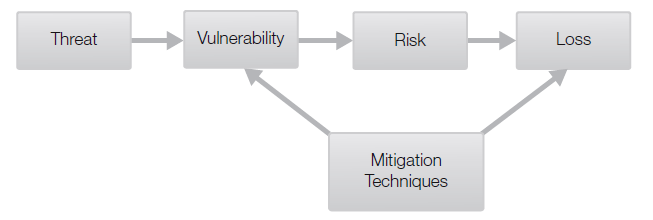 Threat
Vulnerability
Risk
Loss
Mitigation
Techniques